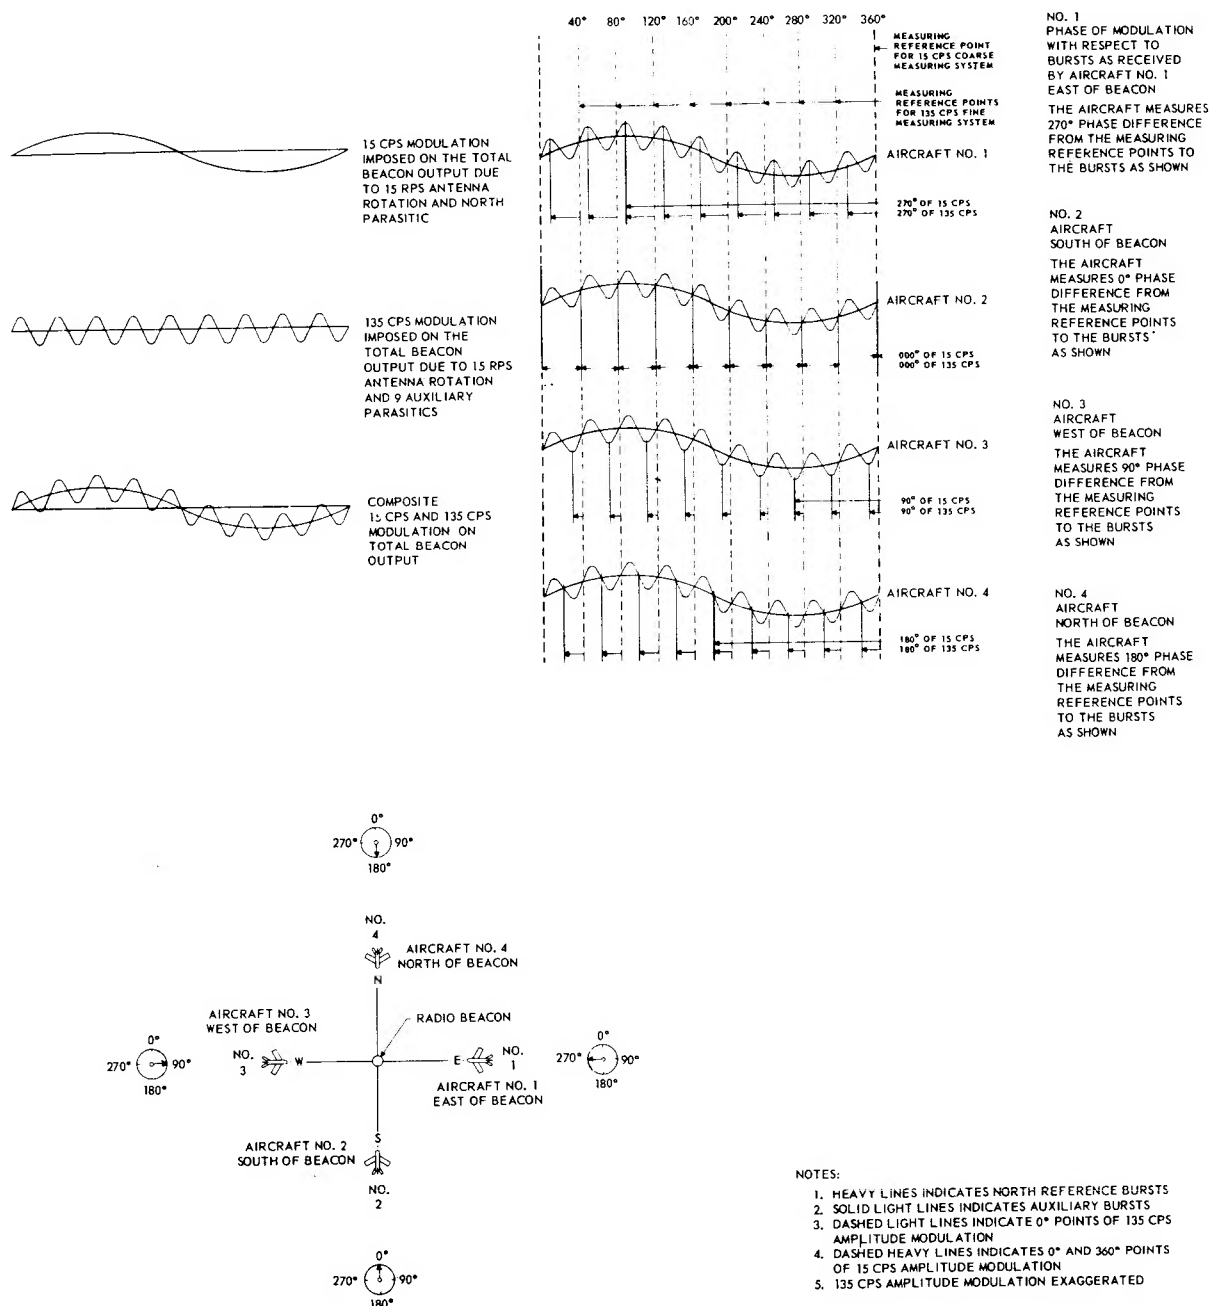 40° 80° 120° 160° 200° 240° 280° 320° 360°
MEASURING
REFERENCE POINT
FOR 15 CPS COARSE
MEASURING SYSTEM
MEASURING
REFERENCE POINTS
FOR 135 CPS FINE
MEASURING SYSTEM
NO. 1
PHASE OF MODULATION
WITH RESPECT TO
BURSTS AS RECEIVED
BY AIRCRAFT NO. 1
EAST OF BEACON
THE AIRCRAFT MEASURES
270° PHASE DIFFERENCE
FROM THE MEASURING
REFERENCE POINTS TO
THE BURSTS AS SHOWN
15 CPS MODULATION
IMPOSED ON THE TOTAL
BEACON OUTPUT DUE
TO 15 RPS ANTENNA
ROTATION AND NORTH
PARASITIC
AIRCRAFT NO. 1
270° OF 15 CPS
270° OF 135 CPS
NO. 2
AIRCRAFT
SOUTH OF BEACON
THE AIRCRAFT
MEASURES 0° PHASE
DIFFERENCE FROM
THE MEASURING
REFERENCE POINTS
TO THE BURSTS
AS SHOWN
135 CPS MODULATION
IMPOSED ON THE
TOTAL BEACON
OUTPUT DUE TO 15 RPS
ANTENNA ROTATION
AND 9 AUXILIARY
PARASITICS
AIRCRAFT NO. 2
000° OF 15 CPS
000° OF 135 CPS
NO. 3
AIRCRAFT
WEST OF BEACON
THE AIRCRAFT
MEASURES 90° PHASE
DIFFERENCE FROM
THE MEASURING
REFERENCE POINTS
TO THE BURSTS
AS SHOWN
COMPOSITE
15 CPS AND 135 CPS
MODULATION ON
TOTAL BEACON
OUTPUT
AIRCRAFT NO. 3
90° OF 15 CPS
90° OF 135 CPS
AIRCRAFT NO. 4
180° OF 15 CPS
180° OF 135 CPS
NO. 4
AIRCRAFT
NORTH OF BEACON
THE AIRCRAFT
MEASURES 180° PHASE
DIFFERENCE FROM
THE MEASURING
REFERENCE POINTS
TO THE BURSTS
AS SHOWN
0°
270° 90°
180°
NO.
4
AIRCRAFT NO. 4
NORTH OF BEACON
N
AIRCRAFT NO. 3
WEST OF BEACON
RADIO BEACON
0°
270° 90°
180°
NO.
3
W
E
NO.
1
0°
270° 90°
180°
AIRCRAFT NO. 1
EAST OF BEACON
S
AIRCRAFT NO. 2
SOUTH OF BEACON
NO.
2
0°
270° 90°
180°
NOTES:
1. HEAVY LINES INDICATES NORTH REFERENCE BURSTS
2. SOLID LIGHT LINES INDICATES AUXILIARY BURSTS
3. DASHED LIGHT LINES INDICATE 0° POINTS OF 135 CPS
AMPLITUDE MODULATION
4. DASHED HEAVY LINES INDICATES 0° AND 360° POINTS
OF 15 CPS AMPLITUDE MODULATION
5. 135 CPS AMPLITUDE MODULATION EXAGGERATED